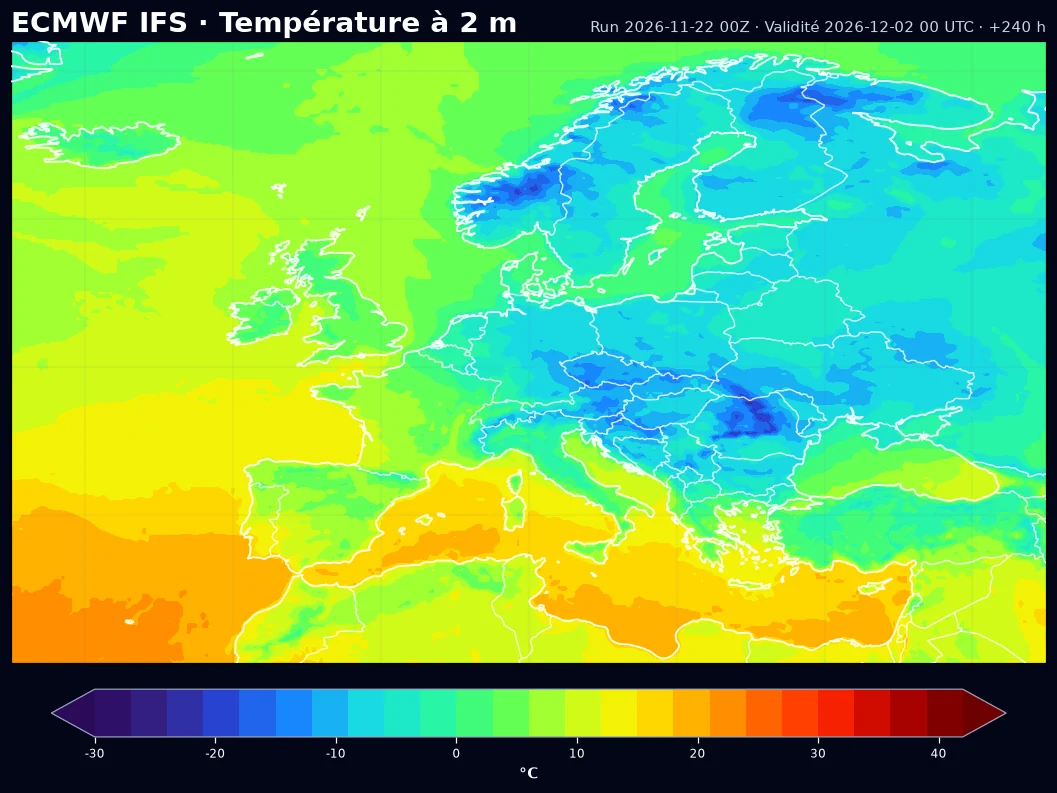 ECMWF IFS · Température à 2 m
Run 2026-11-22 00Z · Validité 2026-12-02 00 UTC · +240 h
-30 -20 -10 0 10 20 30 40
°C